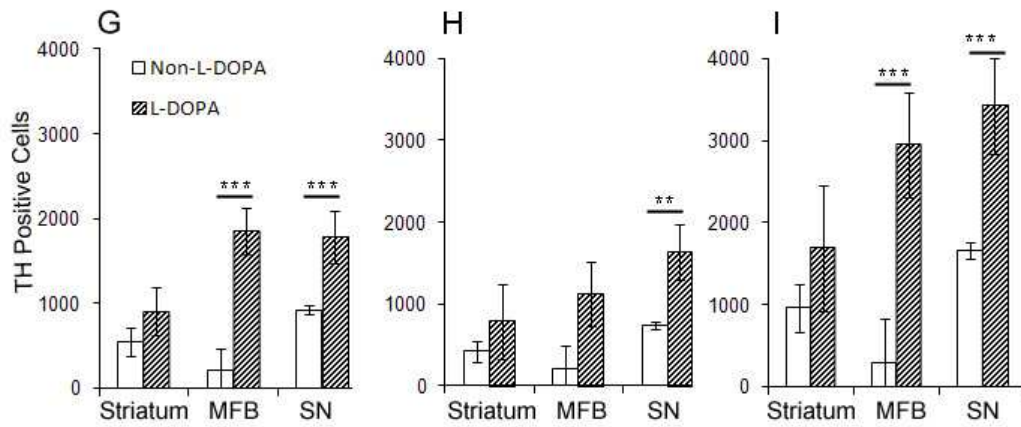 G H I
4000
3000
2000
1000
0
TH Positive Cells
Non-L-DOPA
L-DOPA
*** ***
Striatum MFB SN
4000
3000
2000
1000
0
**
Striatum MFB SN
4000
3000
2000
1000
0
*** ***
Striatum MFB SN